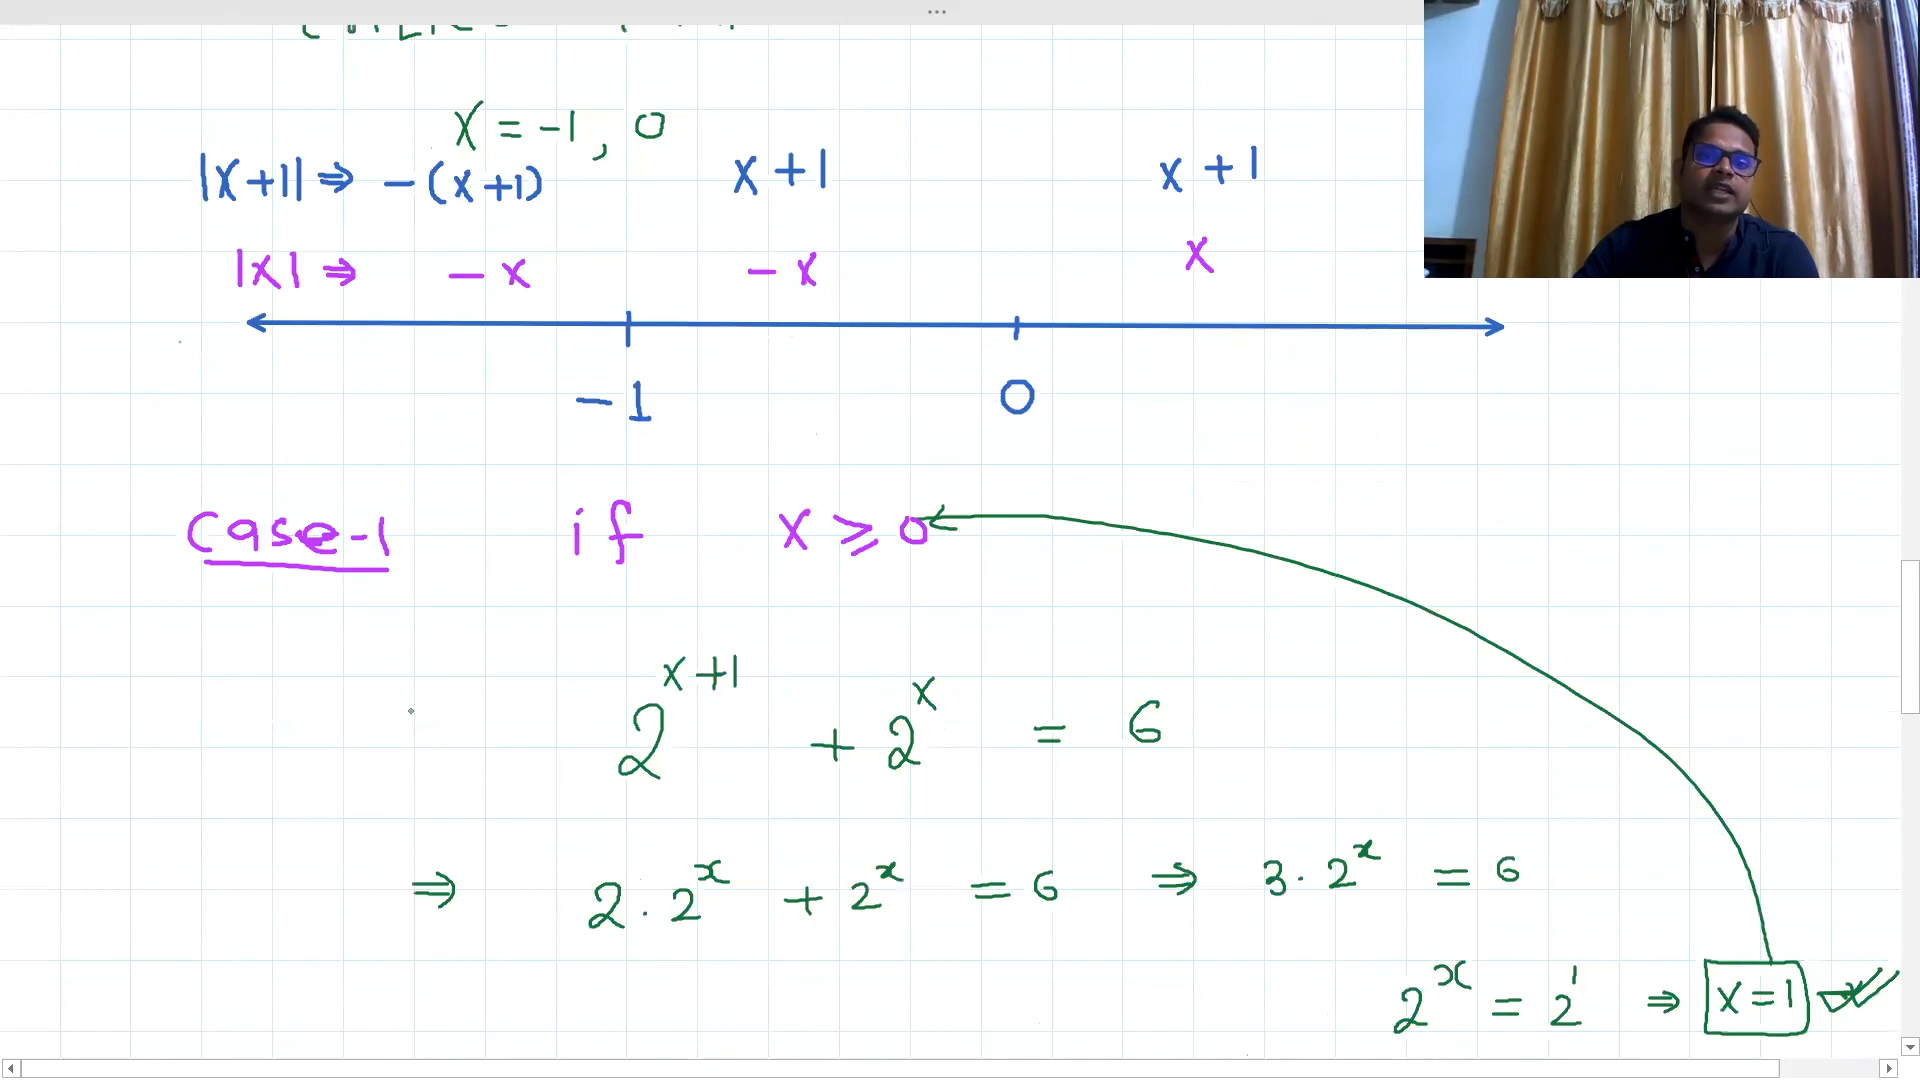 x = -1, 0
|x+1| ⇒ -(x+1) x+1 x+1
|x| ⇒ -x -x x
-1 0
Case-1 if x ⩾ 0
2^{x+1} + 2^x = 6
⇒ 2·2^x + 2^x = 6 ⇒ 3·2^x = 6
2^x = 2^1 ⇒ x=1